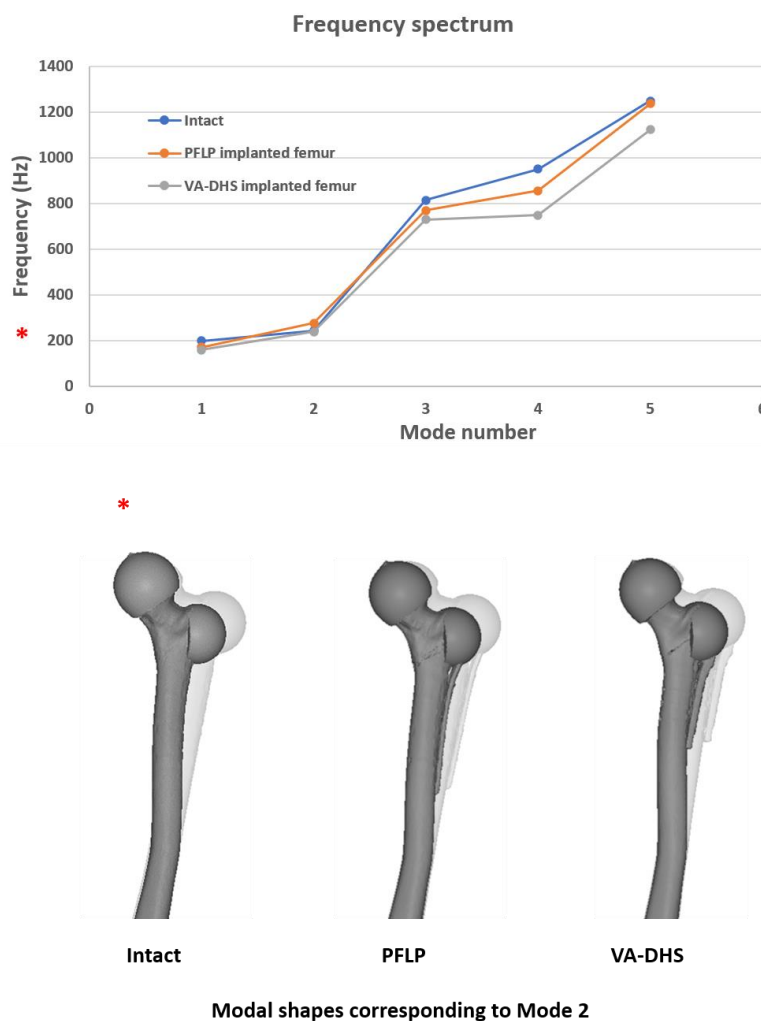 Frequency spectrum
1400
1200
1000
800
600
400
200
0
Frequency (Hz)
*
Intact
PFLP implanted femur
VA-DHS implanted femur
0 1 2 3 4 5 6
Mode number
*
Intact PFLP VA-DHS
Modal shapes corresponding to Mode 2